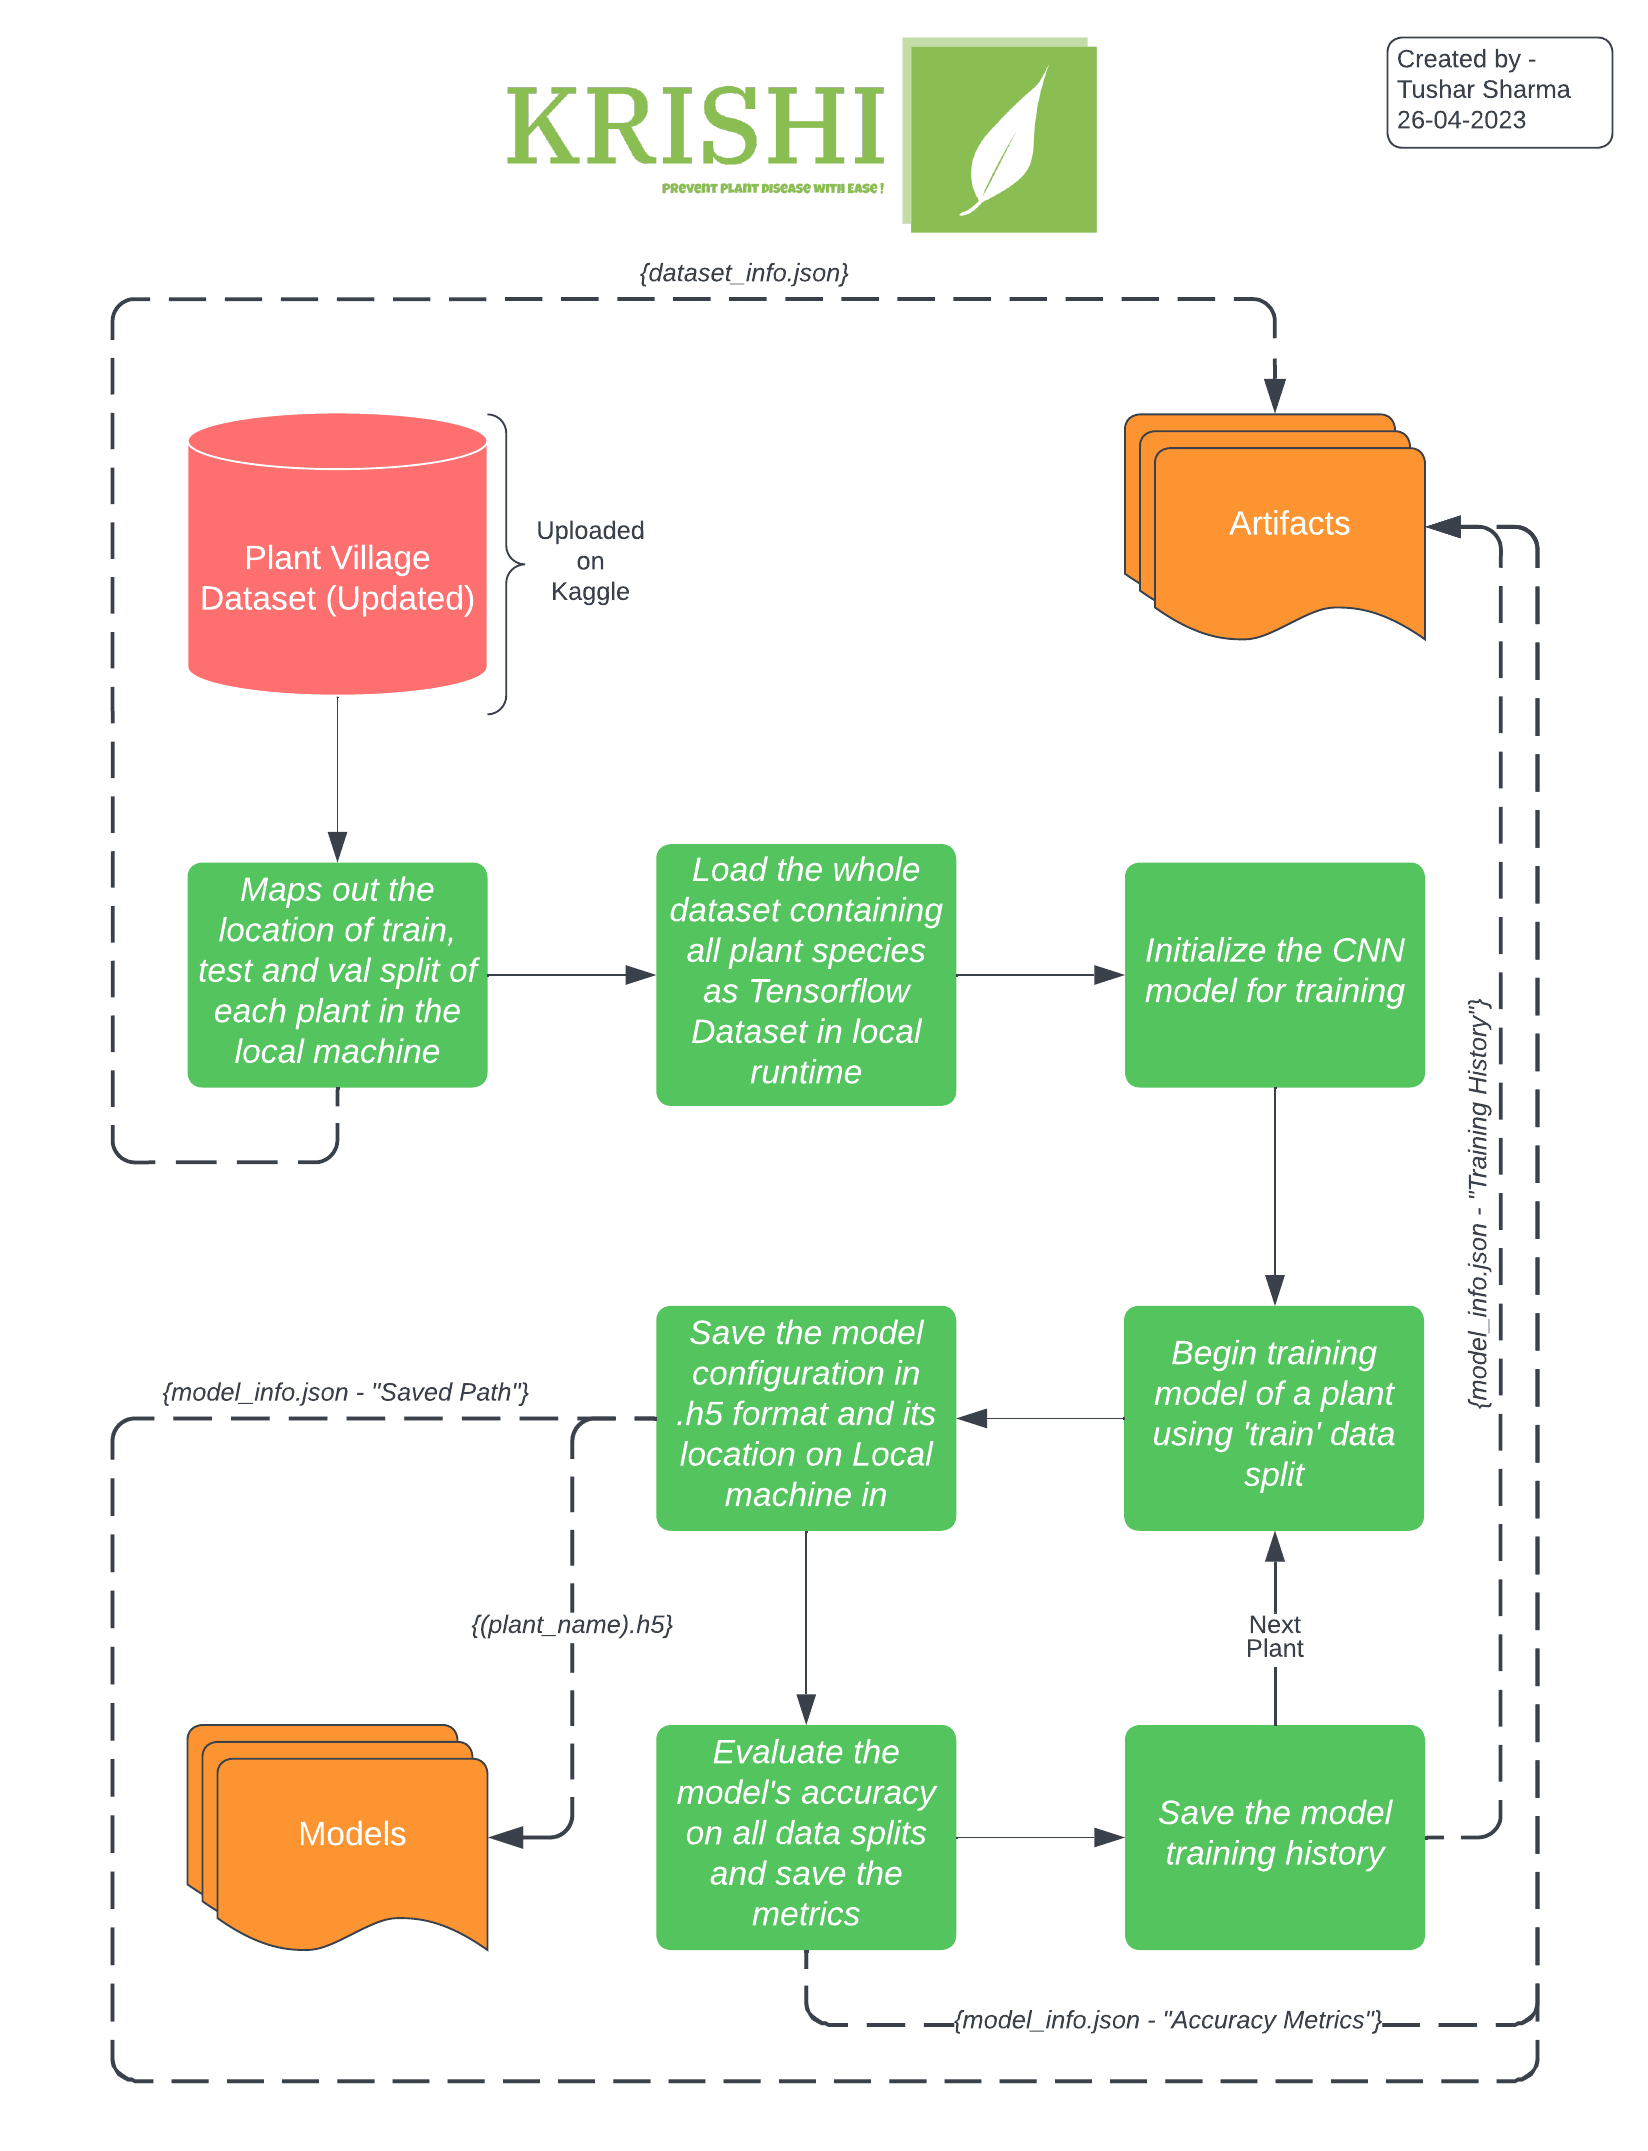 KRISHI
PREVENT PLANT DISEASE WITH EASE !
Created by -
Tushar Sharma
26-04-2023
{dataset_info.json}
Plant Village
Dataset (Updated)
Uploaded
on
Kaggle
Artifacts
Maps out the
location of train,
test and val split of
each plant in the
local machine
Load the whole
dataset containing
all plant species
as Tensorflow
Dataset in local
runtime
Initialize the CNN
model for training
{model_info.json - "Training History"}
Begin training
model of a plant
using 'train' data
split
Save the model
configuration in
.h5 format and its
location on Local
machine in
{model_info.json - "Saved Path"}
{(plant_name).h5}
Next
Plant
Models
Evaluate the
model's accuracy
on all data splits
and save the
metrics
Save the model
training history
{model_info.json - "Accuracy Metrics"}